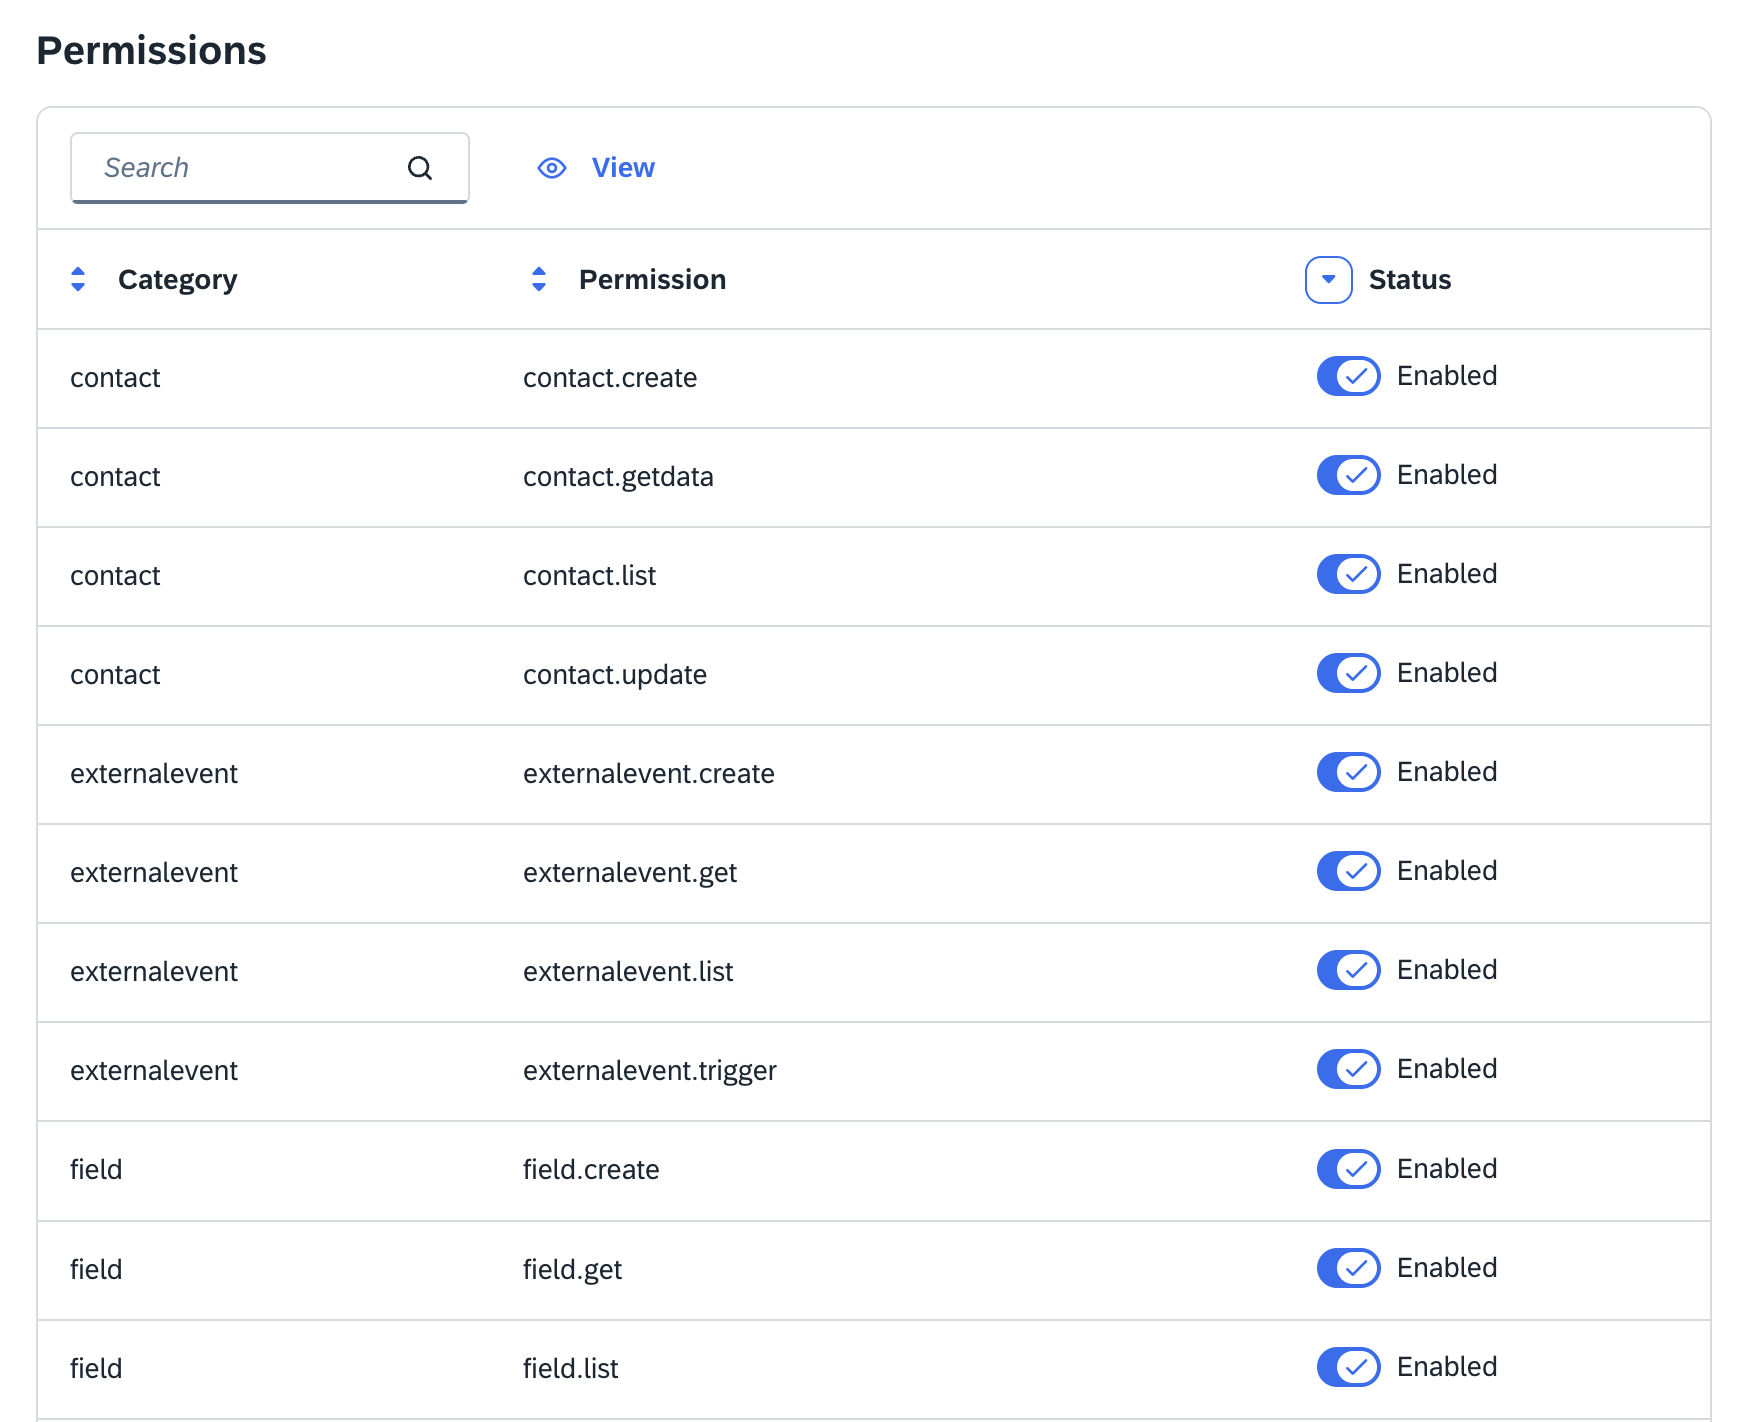 Permissions
Search View
Category Permission Status
contact contact.create Enabled
contact contact.getdata Enabled
contact contact.list Enabled
contact contact.update Enabled
externalevent externalevent.create Enabled
externalevent externalevent.get Enabled
externalevent externalevent.list Enabled
externalevent externalevent.trigger Enabled
field field.create Enabled
field field.get Enabled
field field.list Enabled